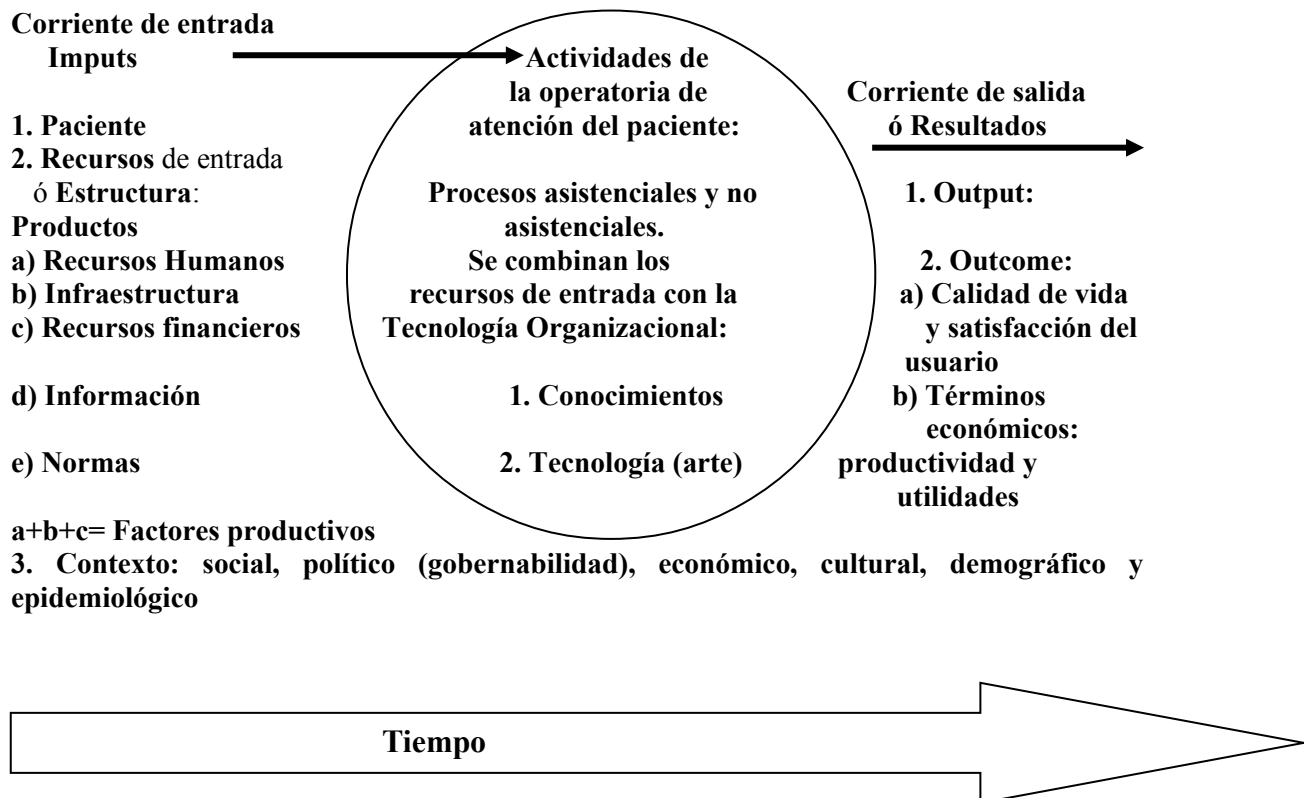 Corriente de entrada
Imputs
1. Paciente
2. Recursos de entrada
ó Estructura:
Productos
a) Recursos Humanos
b) Infraestructura
c) Recursos financieros
d) Información
e) Normas
a+b+c= Factores productivos
Actividades de
la operatoria de
atención del paciente:
Procesos asistenciales y no
asistenciales.
Se combinan los
recursos de entrada con la
Tecnología Organizacional:
1. Conocimientos
2. Tecnología (arte)
Corriente de salida
ó Resultados
1. Output:
2. Outcome:
a) Calidad de vida
y satisfacción del
usuario
b) Términos
económicos:
productividad y
utilidades
3. Contexto: social, político (gobernabilidad), económico, cultural, demográfico y
epidemiológico
Tiempo